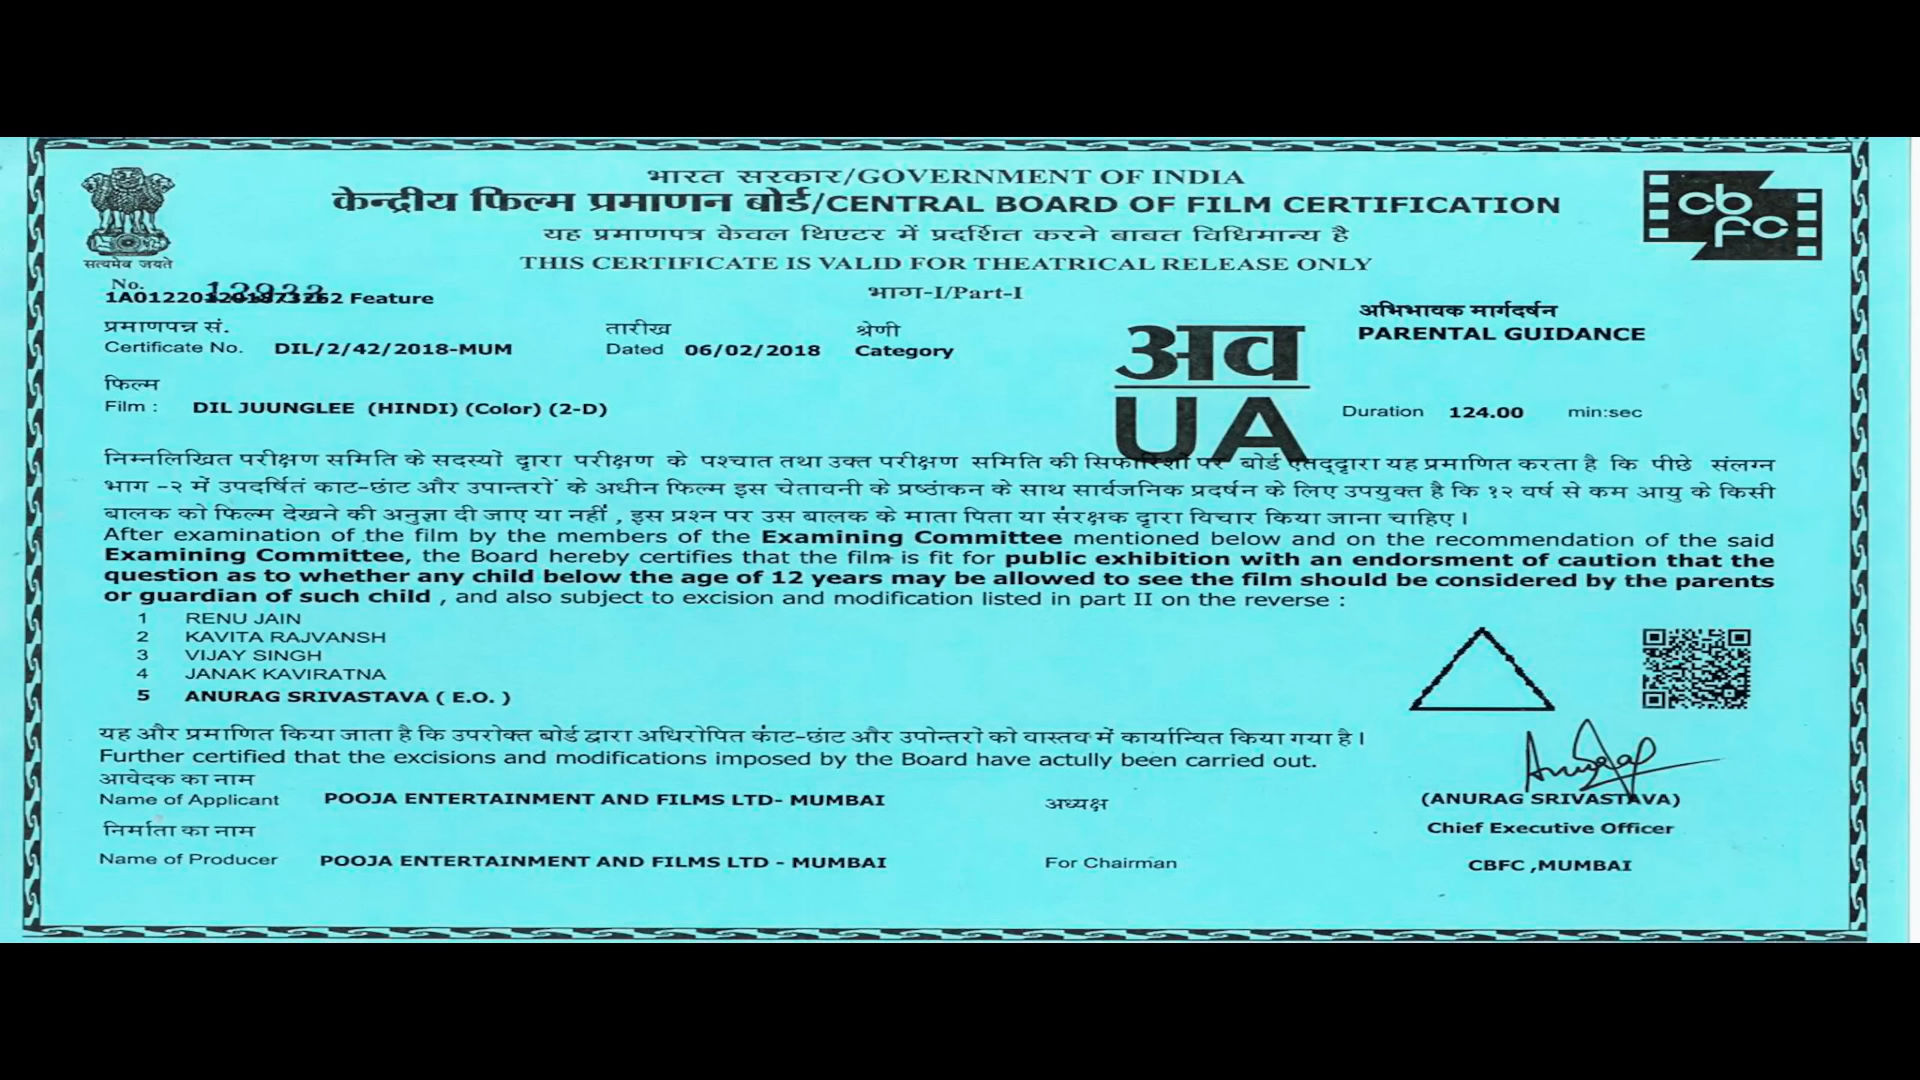 भारत सरकार/GOVERNMENT OF INDIA
केन्द्रीय फिल्म प्रमाणन बोर्ड/CENTRAL BOARD OF FILM CERTIFICATION
यह प्रमाणपत्र केवल थिएटर में प्रदर्शित करने बाबत विधिमान्य है
THIS CERTIFICATE IS VALID FOR THEATRICAL RELEASE ONLY
सत्यमेव जयते
cb
FC
No.
Feature
भाग-I/Part-I
अभिभावक मार्गदर्शन
PARENTAL GUIDANCE
प्रमाणपत्र सं.
Certificate No. DIL/2/42/2018-MUM
तारीख
Dated 06/02/2018
श्रेणी
Category
अव
UA
फिल्म
Film : DIL JUUNGLEE (HINDI) (Color) (2-D)
Duration 124.00 min:sec
निम्नलिखित परीक्षण समिति के सदस्यों द्वारा परीक्षण के पश्चात तथा उक्त परीक्षण समिति की सिफारिशों पर बोर्ड एतद्द्वारा यह प्रमाणित करता है कि पीछे संलग्न
भाग -२ में उपदर्षित काट-छांट और उपान्तरों के अधीन फिल्म इस चेतावनी के प्रष्ठांकन के साथ सार्वजनिक प्रदर्षन के लिए उपयुक्त है कि १२ वर्ष से कम आयु के किसी
बालक को फिल्म देखने की अनुज्ञा दी जाए या नहीं , इस प्रश्न पर उस बालक के माता पिता या संरक्षक द्वारा विचार किया जाना चाहिए ।
After examination of the film by the members of the Examining Committee mentioned below and on the recommendation of the said
Examining Committee, the Board hereby certifies that the film is fit for public exhibition with an endorsment of caution that the
question as to whether any child below the age of 12 years may be allowed to see the film should be considered by the parents
or guardian of such child , and also subject to excision and modification listed in part II on the reverse :
1 RENU JAIN
2 KAVITA RAJVANSH
3 VIJAY SINGH
4 JANAK KAVIRATNA
5 ANURAG SRIVASTAVA ( E.O. )
यह और प्रमाणित किया जाता है कि उपरोक्त बोर्ड द्वारा अधिरोपित कांट-छांट और उपोन्तरों को वास्तव में कार्यान्वित किया गया है ।
Further certified that the excisions and modifications imposed by the Board have actully been carried out.
आवेदक का नाम
Name of Applicant POOJA ENTERTAINMENT AND FILMS LTD- MUMBAI
अध्यक्ष
(ANURAG SRIVASTAVA)
Chief Executive Officer
निर्माता का नाम
Name of Producer POOJA ENTERTAINMENT AND FILMS LTD - MUMBAI
For Chairman
CBFC ,MUMBAI